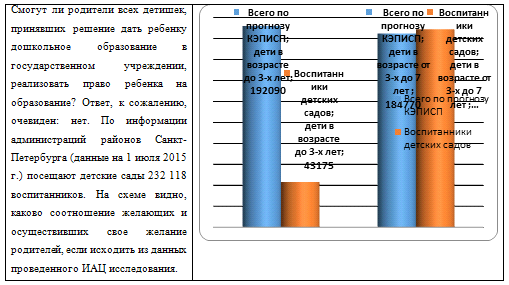 Смогут ли родители всех детишек,
принявших решение дать ребенку
дошкольное образование в
государственном учреждении,
реализовать право ребенка на
образование? Ответ, к сожалению,
очевиден: нет. По информации
администраций районов Санкт-
Петербурга (данные на 1 июля 2015
г.) посещают детские сады 232 118
воспитанников. На схеме видно,
каково соотношение желающих и
осуществивших свое желание
родителей, если исходить из данных
проведенного ИАЦ исследования.
Всего по
прогнозу
КЭПИСП;
дети в
возрасте
до 3-х лет;
192090
Воспитанн
ики
детских
садов;
дети в
возрасте
до 3-х лет;
43175
Всего по
прогнозу
КЭПИСП;
дети в
возрасте от
3-х до 7
лет ;
184770
Воспитанн
ики
детских
садов;
дети в
возрасте от
3-х до 7
лет ;...
Всего по прогнозу
КЭПИСП
Воспитанники
детских садов